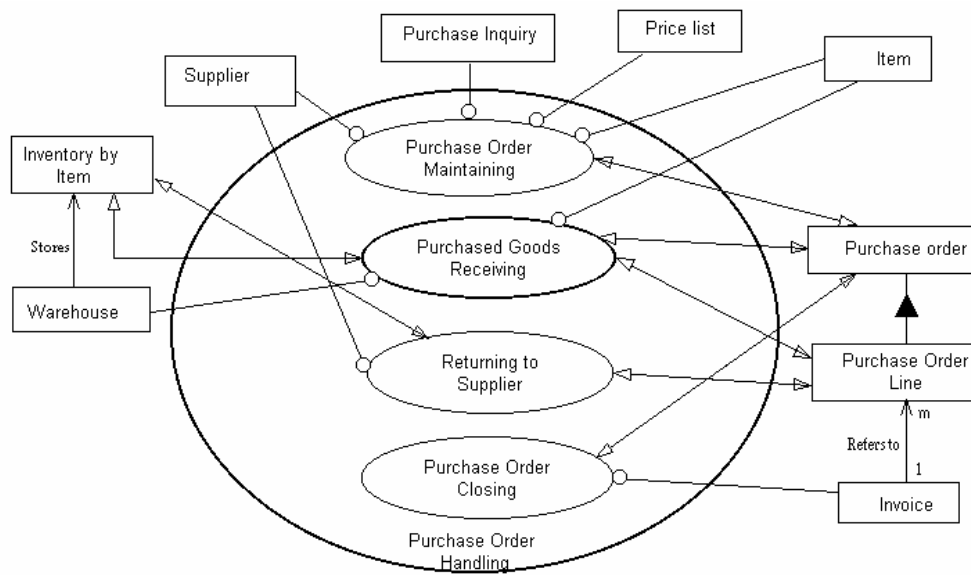 Purchase Inquiry
Price list
Item
Supplier
Purchase Order
Maintaining
Inventory by
Item
Purchased Goods
Receiving
Purchase order
Stores
Warehouse
Returning to
Supplier
Purchase Order
Line
m
Refers to
1
Purchase Order
Closing
Invoice
Purchase Order
Handling